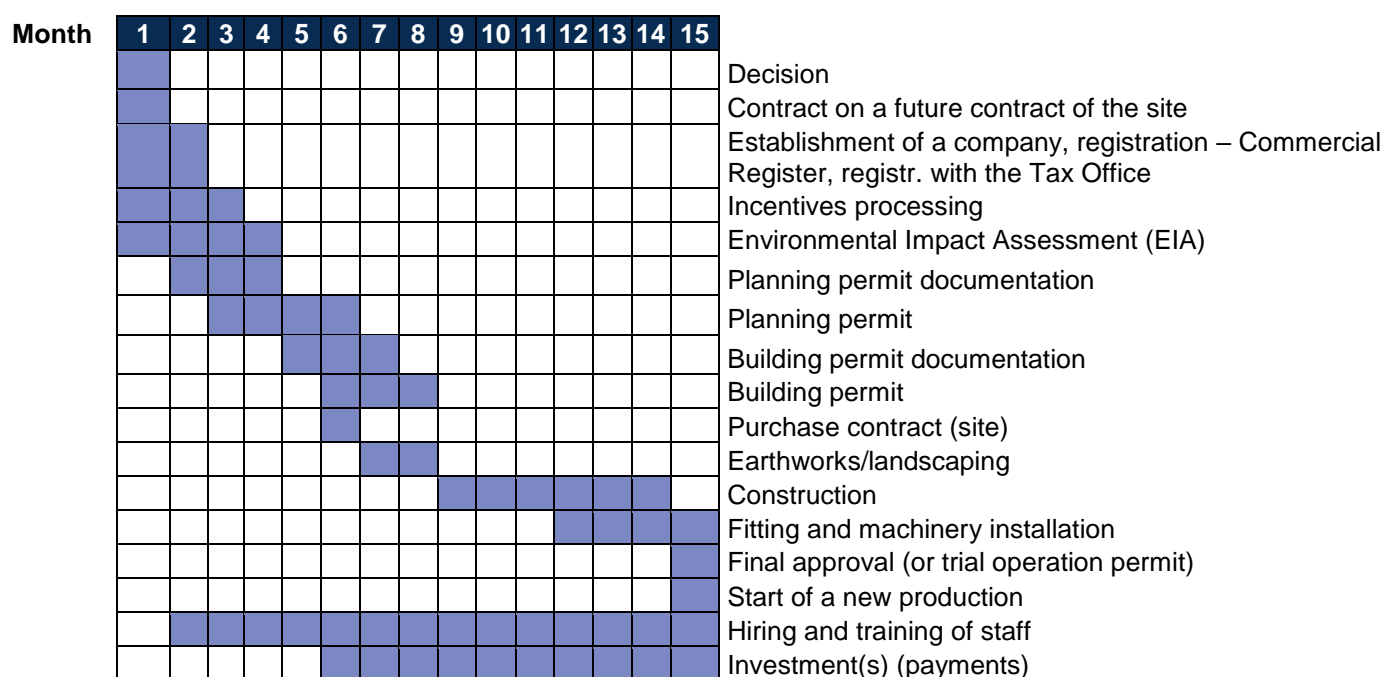 Month 1 2 3 4 5 6 7 8 9 10 11 12 13 14 15
Decision
Contract on a future contract of the site
Establishment of a company, registration – Commercial
Register, registr. with the Tax Office
Incentives processing
Environmental Impact Assessment (EIA)
Planning permit documentation
Planning permit
Building permit documentation
Building permit
Purchase contract (site)
Earthworks/landscaping
Construction
Fitting and machinery installation
Final approval (or trial operation permit)
Start of a new production
Hiring and training of staff
Investment(s) (payments)